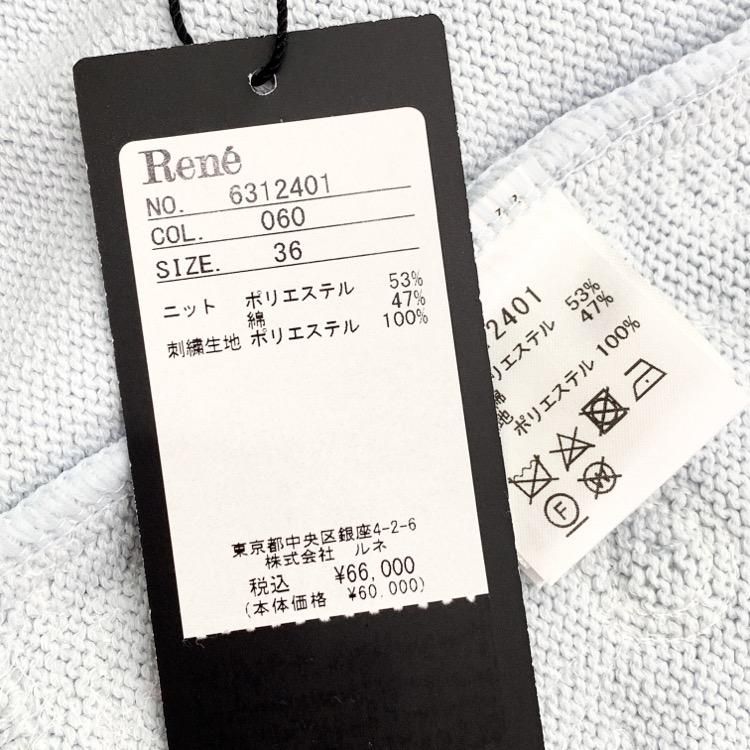 René
NO. 6312401
COL. 060
SIZE. 36
ニット ポリエステル 53%
綿 47%
刺繍生地 ポリエステル 100%
東京都中央区銀座4-2-6
株式会社 ルネ
税込 ¥66,000
(本体価格 ¥60,000)
12401
リエステル 53%
綿 47%
地 ポリエステル 100%
F
W